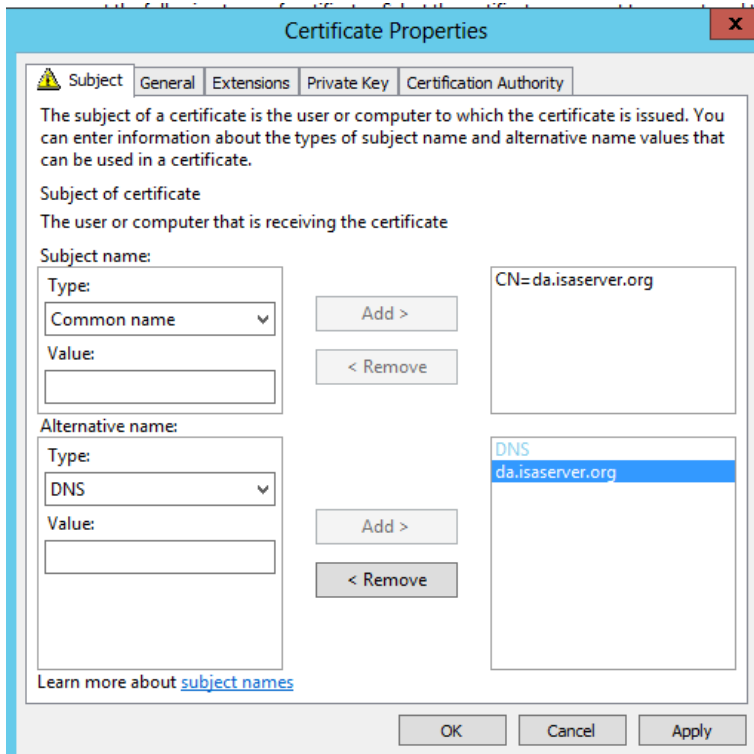 Certificate Properties
x
Subject General Extensions Private Key Certification Authority
The subject of a certificate is the user or computer to which the certificate is issued. You
can enter information about the types of subject name and alternative name values that
can be used in a certificate.
Subject of certificate
The user or computer that is receiving the certificate
Subject name:
Type:
Common name
Value:
Add >
< Remove
CN=da.isaserver.org
Alternative name:
Type:
DNS
Value:
Add >
< Remove
DNS
da.isaserver.org
Learn more about subject names
OK Cancel Apply